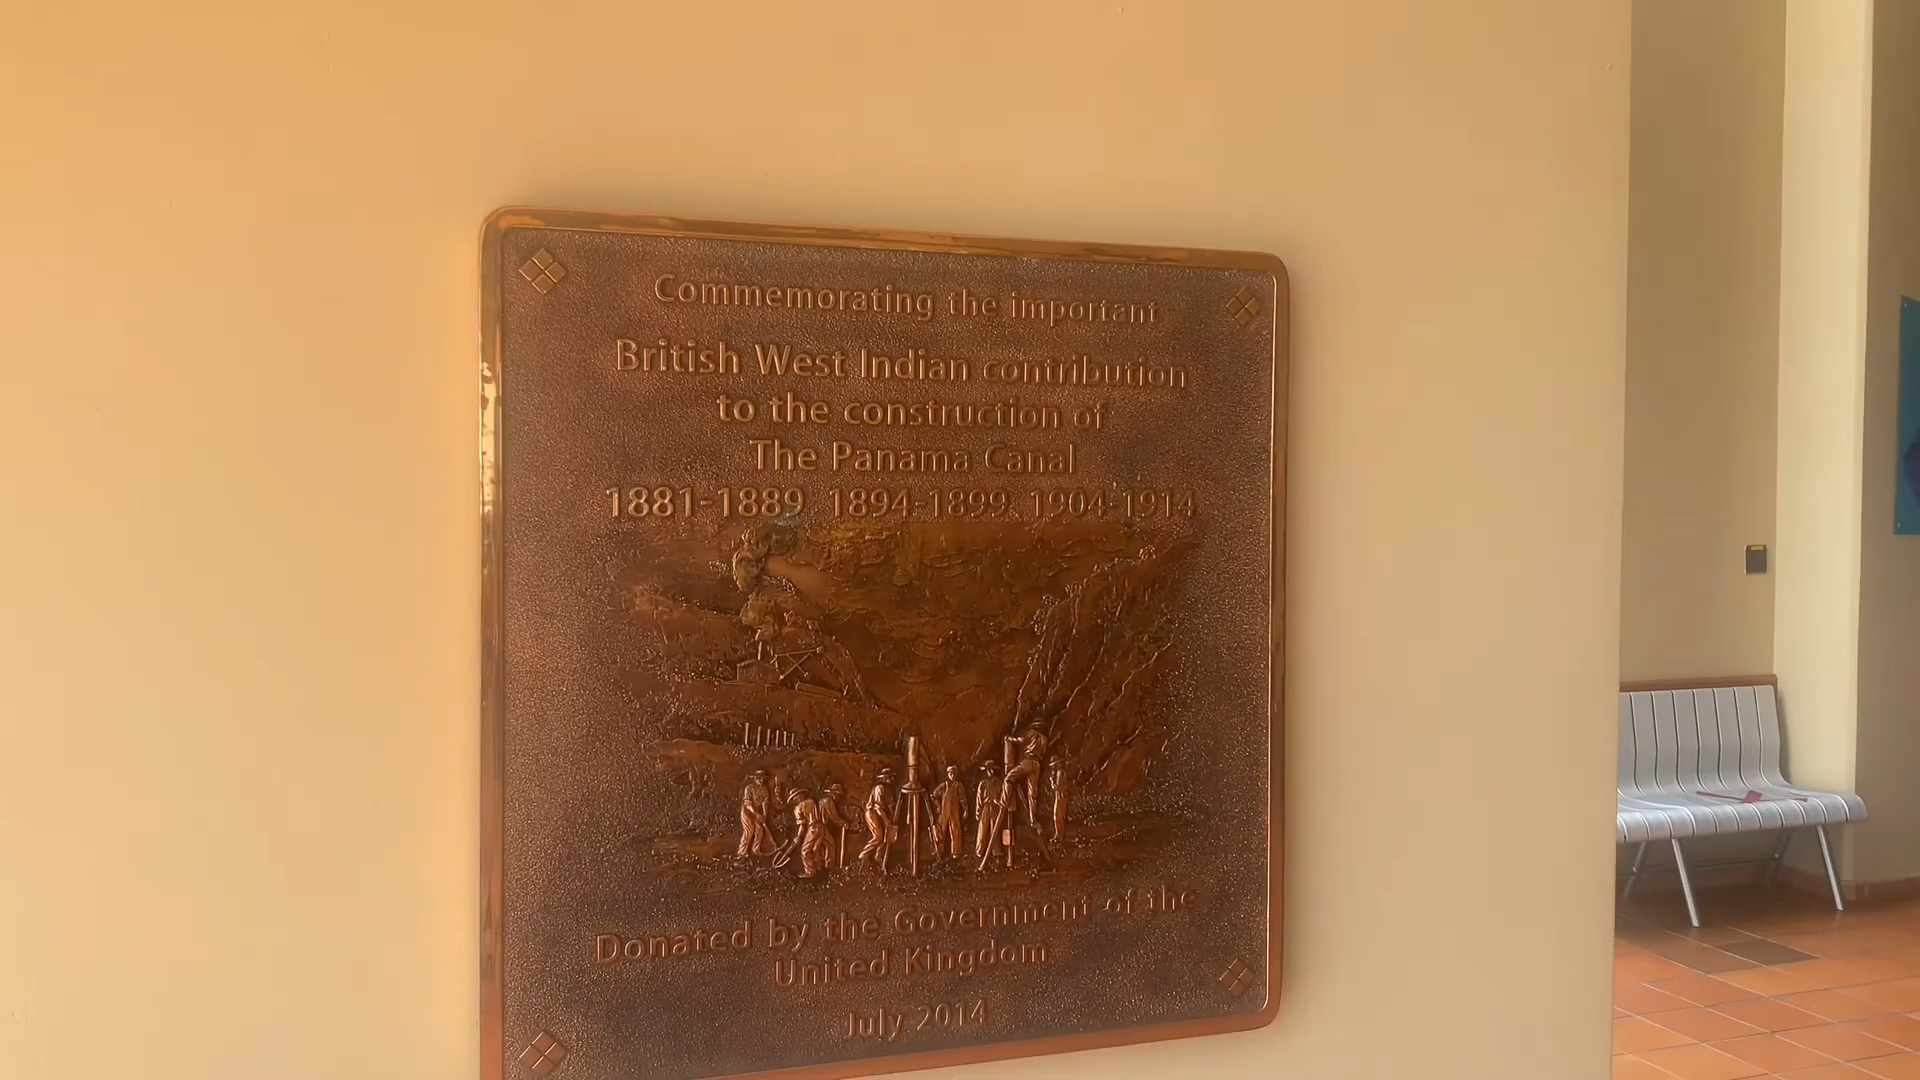 Commemorating the important
British West Indian contribution
to the construction of
The Panama Canal
1881-1889 1894-1899 1904-1914
Donated by the Government of the
United Kingdom
July 2014